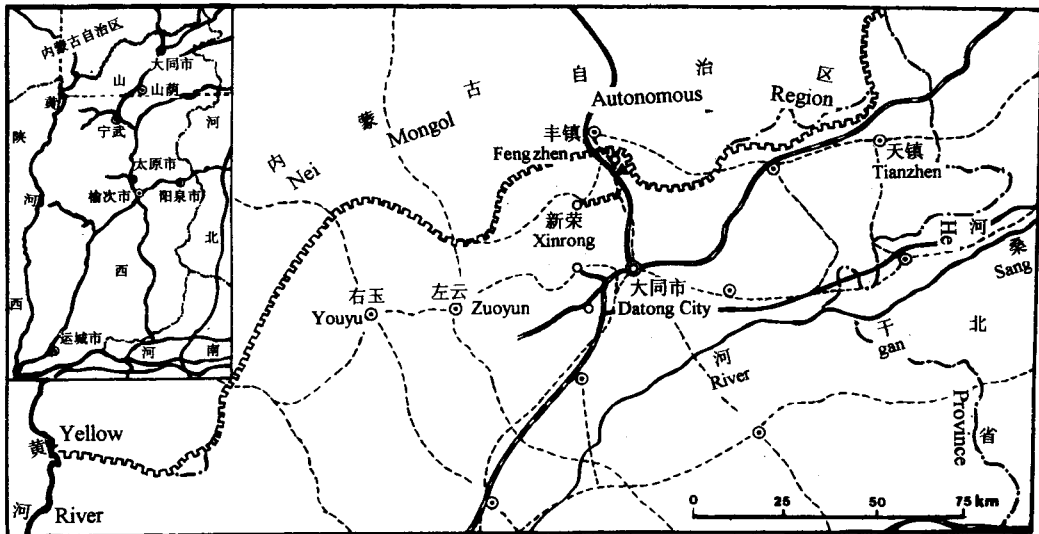 内蒙古自治区
大同市
山
山荫
黄
宁武
河
陕
太原市
榆次市
阳泉市
河
北
西
西
运城市
河
南
内蒙古自治区
Nei Mongol Autonomous Region
丰镇
Fengzhen
天镇
Tianzhen
新荣
Xinrong
大同市
Datong City
右玉
Youyu
左云
Zuoyun
桑干河
Sanggan
River
河北省
He
Province
黄河
Yellow
River
0 25 50 75 km